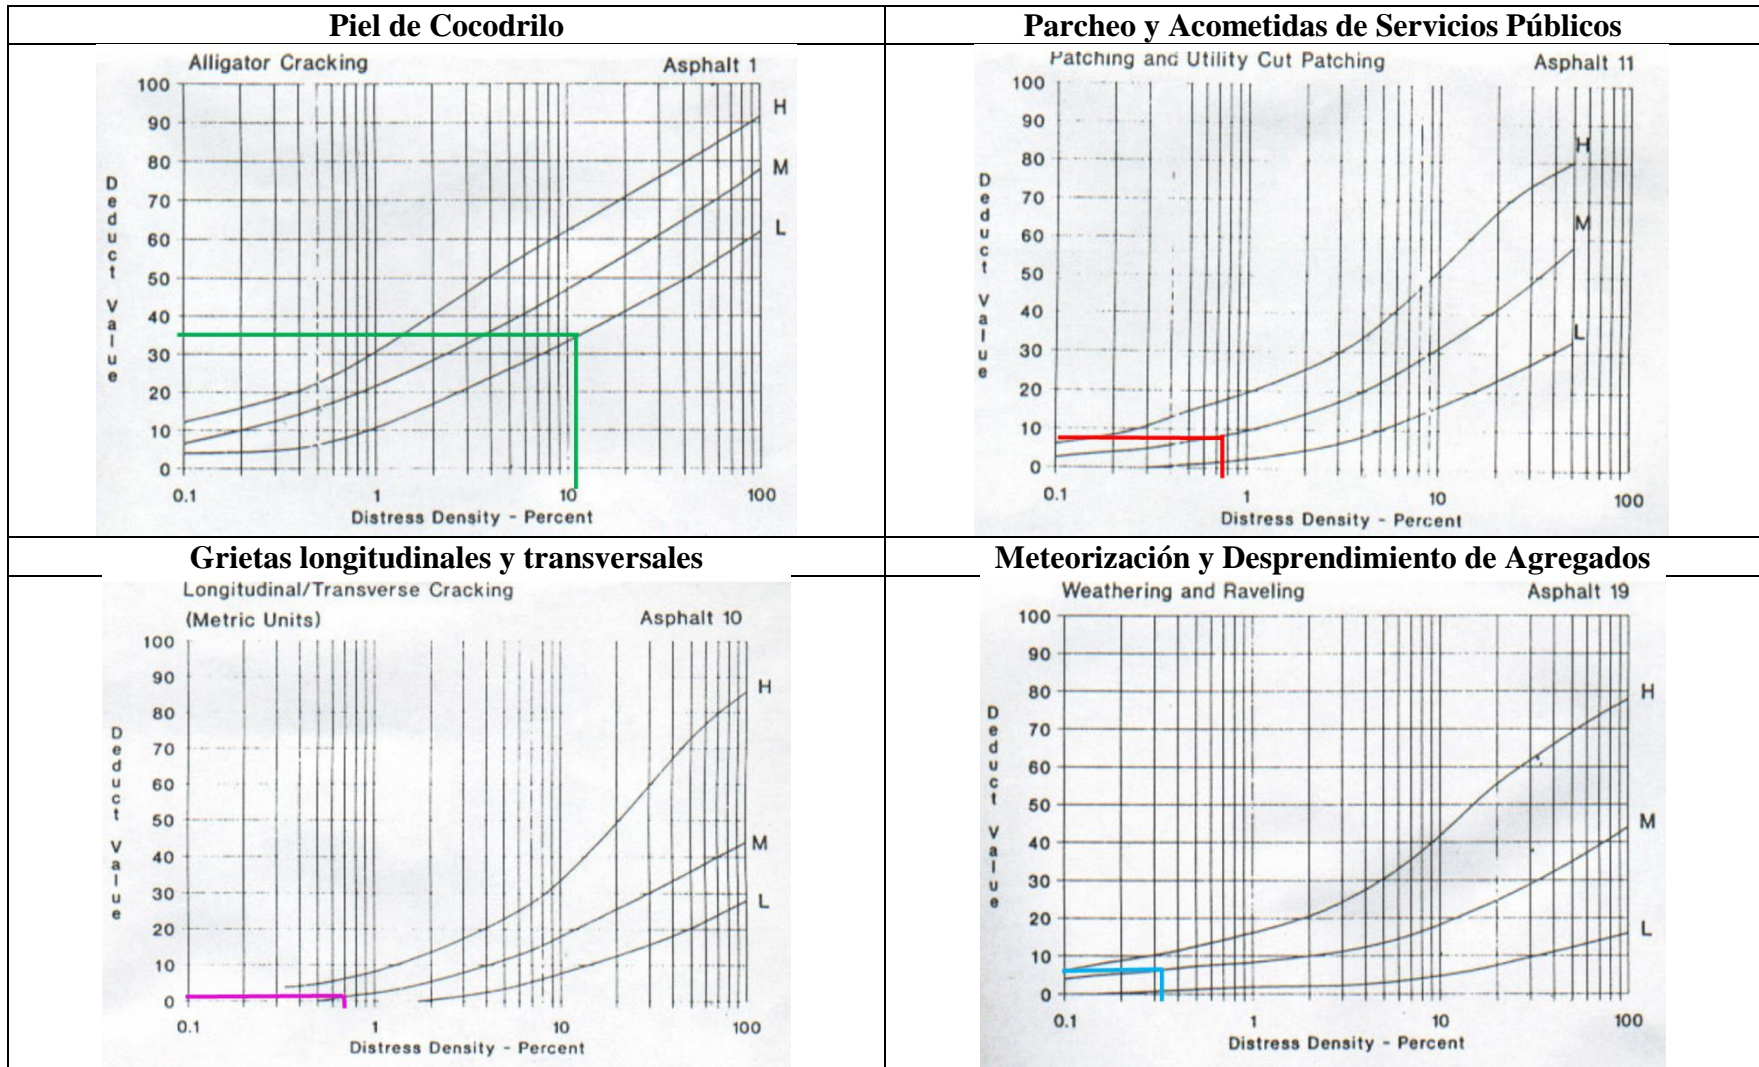 Piel de Cocodrilo
Alligator Cracking
Asphalt 1
100
90
80
70
60
50
40
30
20
10
0
Deduct Value
H
M
L
0.1
1
10
100
Distress Density - Percent
Parcheo y Acometidas de Servicios Públicos
Patching and Utility Cut Patching
Asphalt 11
100
90
80
70
60
50
40
30
20
10
0
Deduct Value
H
M
L
0.1
1
10
100
Distress Density - Percent
Grietas longitudinales y transversales
Longitudinal/Transverse Cracking
(Metric Units)
Asphalt 10
100
90
80
70
60
50
40
30
20
10
0
Deduct Value
H
M
L
0.1
1
10
100
Distress Density - Percent
Meteorización y Desprendimiento de Agregados
Weathering and Raveling
Asphalt 19
100
90
80
70
60
50
40
30
20
10
0
Deduct Value
H
M
L
0.1
1
10
100
Distress Density - Percent